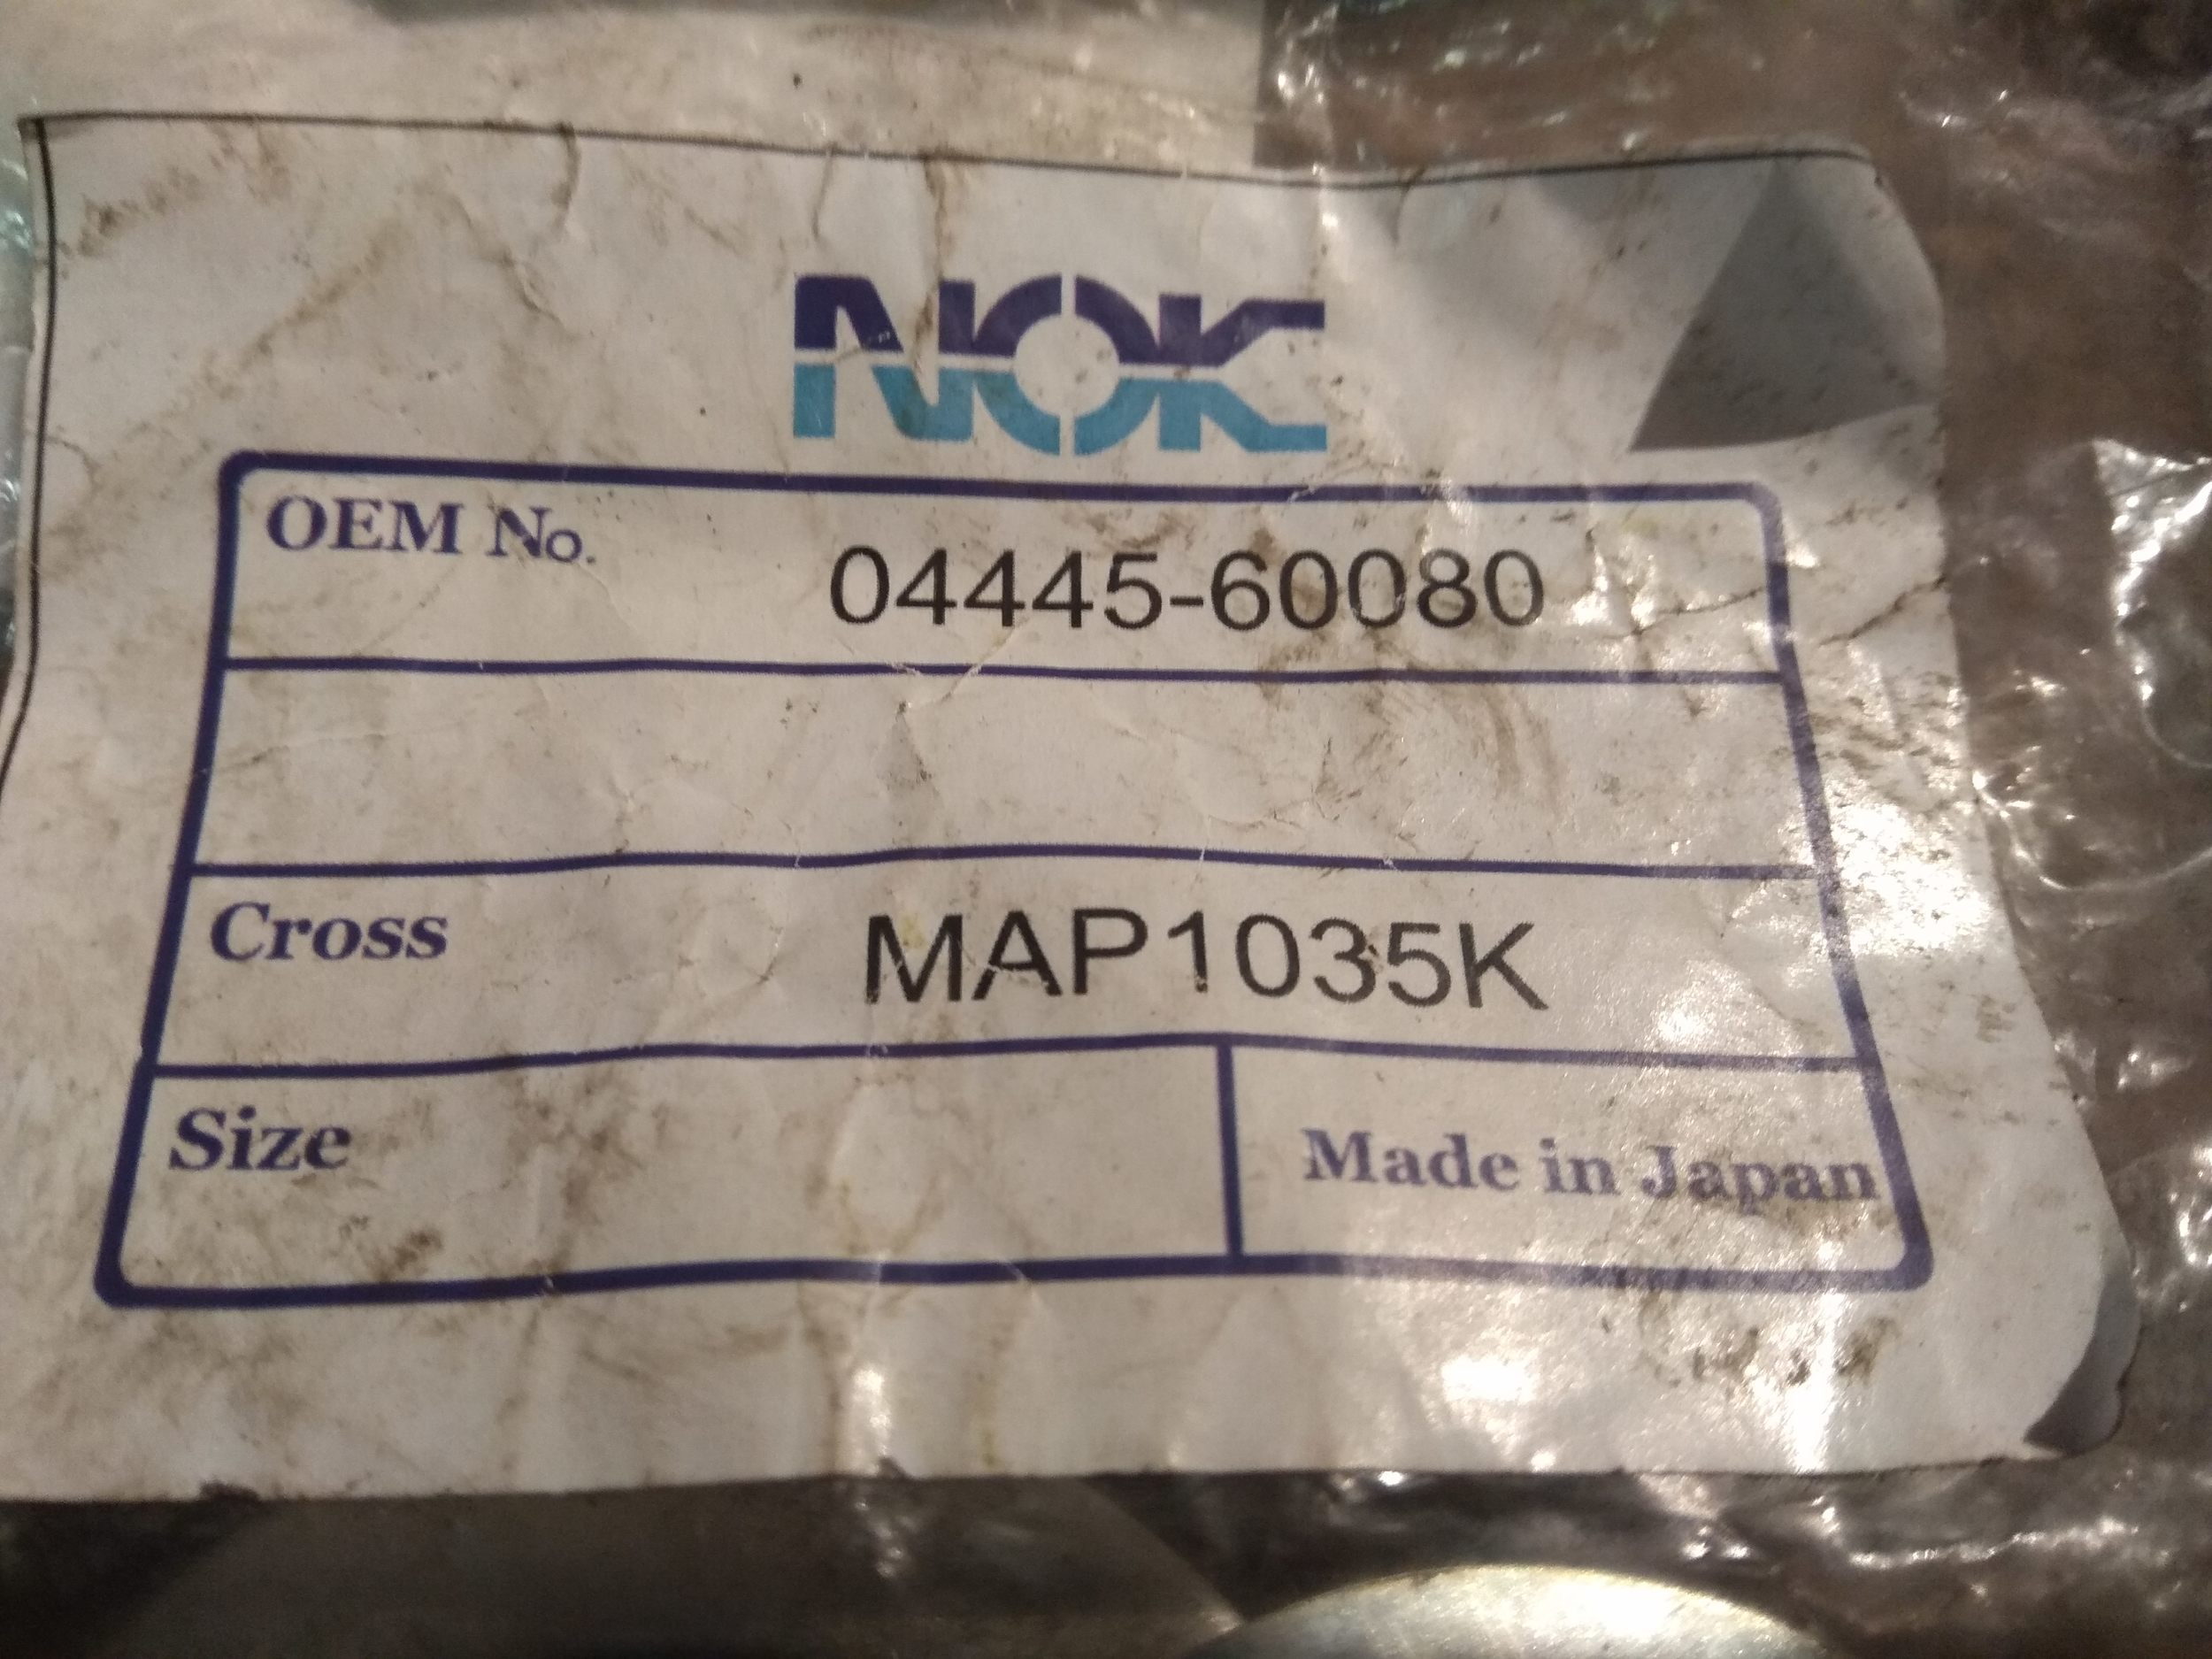 NOK
OEM No. 04445-60080
Cross MAP1035K
Size Made in Japan